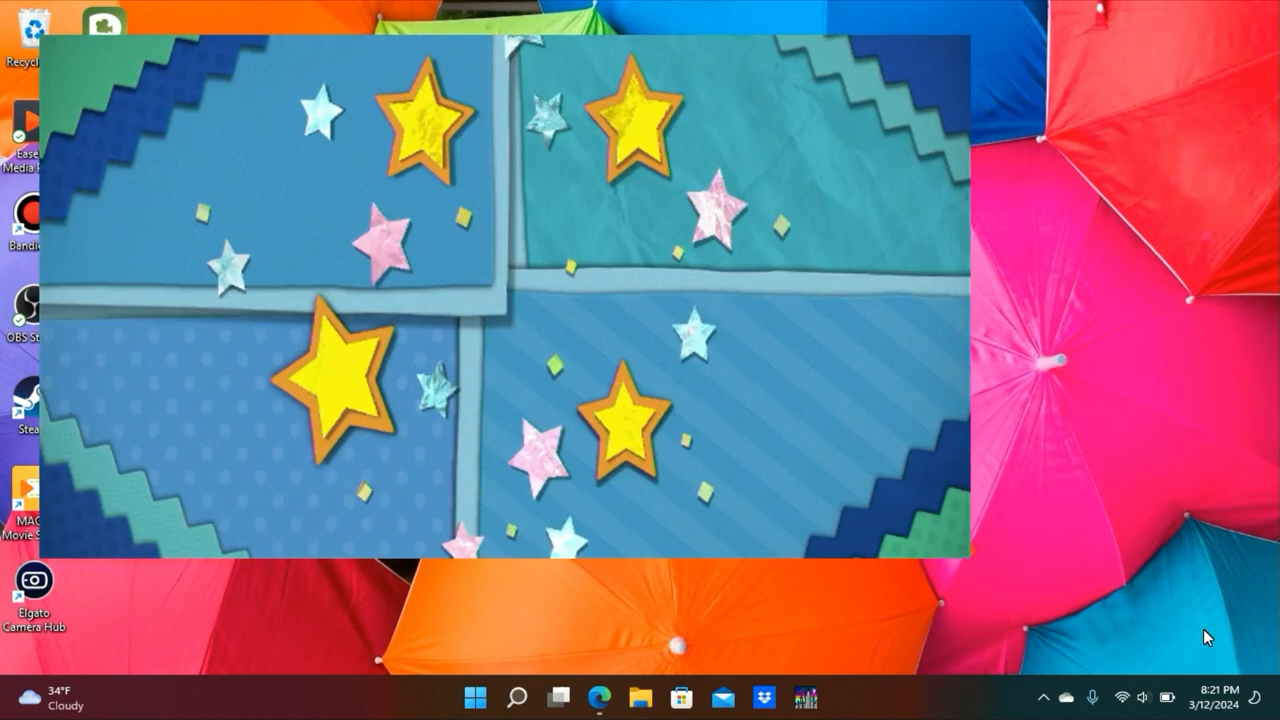 Recycl
Ease
Media P
Bandi
OBS St
Stea
MAG
Movie S
Elgato
Camera Hub
34°F
Cloudy
8:21 PM
3/12/2024